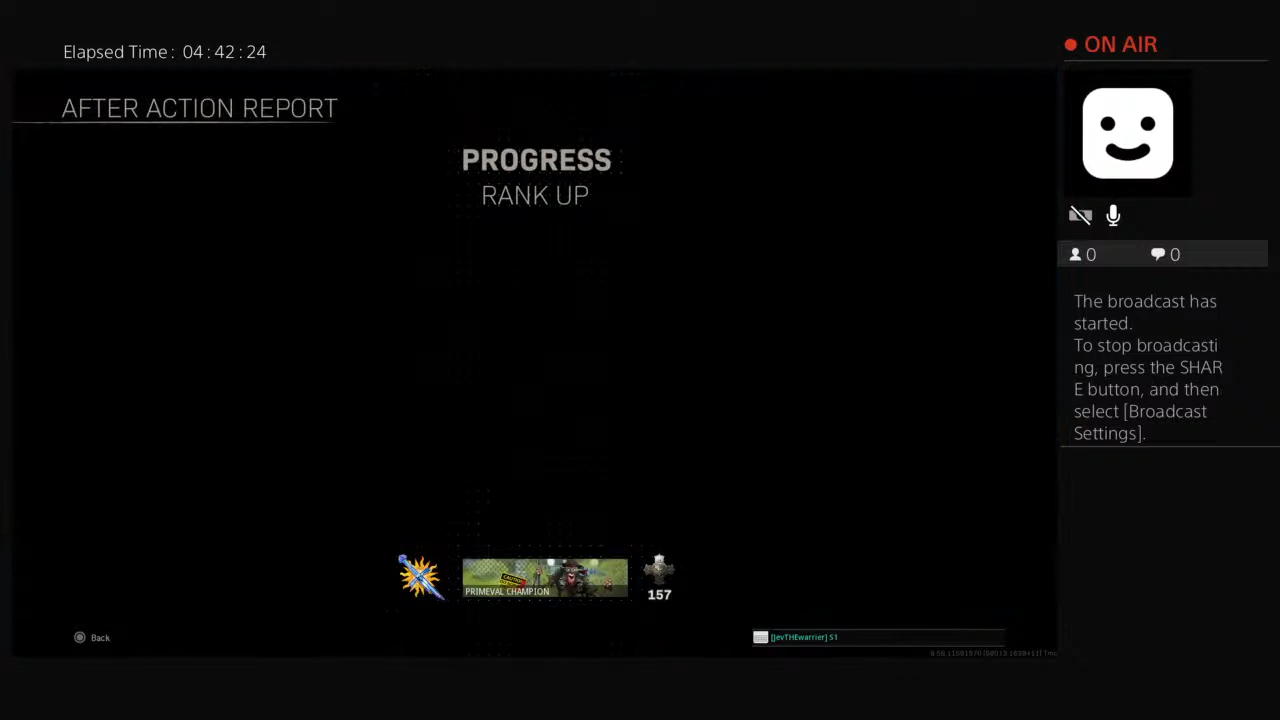 Elapsed Time: 04:42:24
ON AIR
AFTER ACTION REPORT
PROGRESS
RANK UP
0 0
The broadcast has
started.
To stop broadcasti
ng, press the SHAR
E button, and then
select [Broadcast
Settings].
CAUTION
PRIMEVAL CHAMPION
157
Back
[JevTHEwarrier] S1